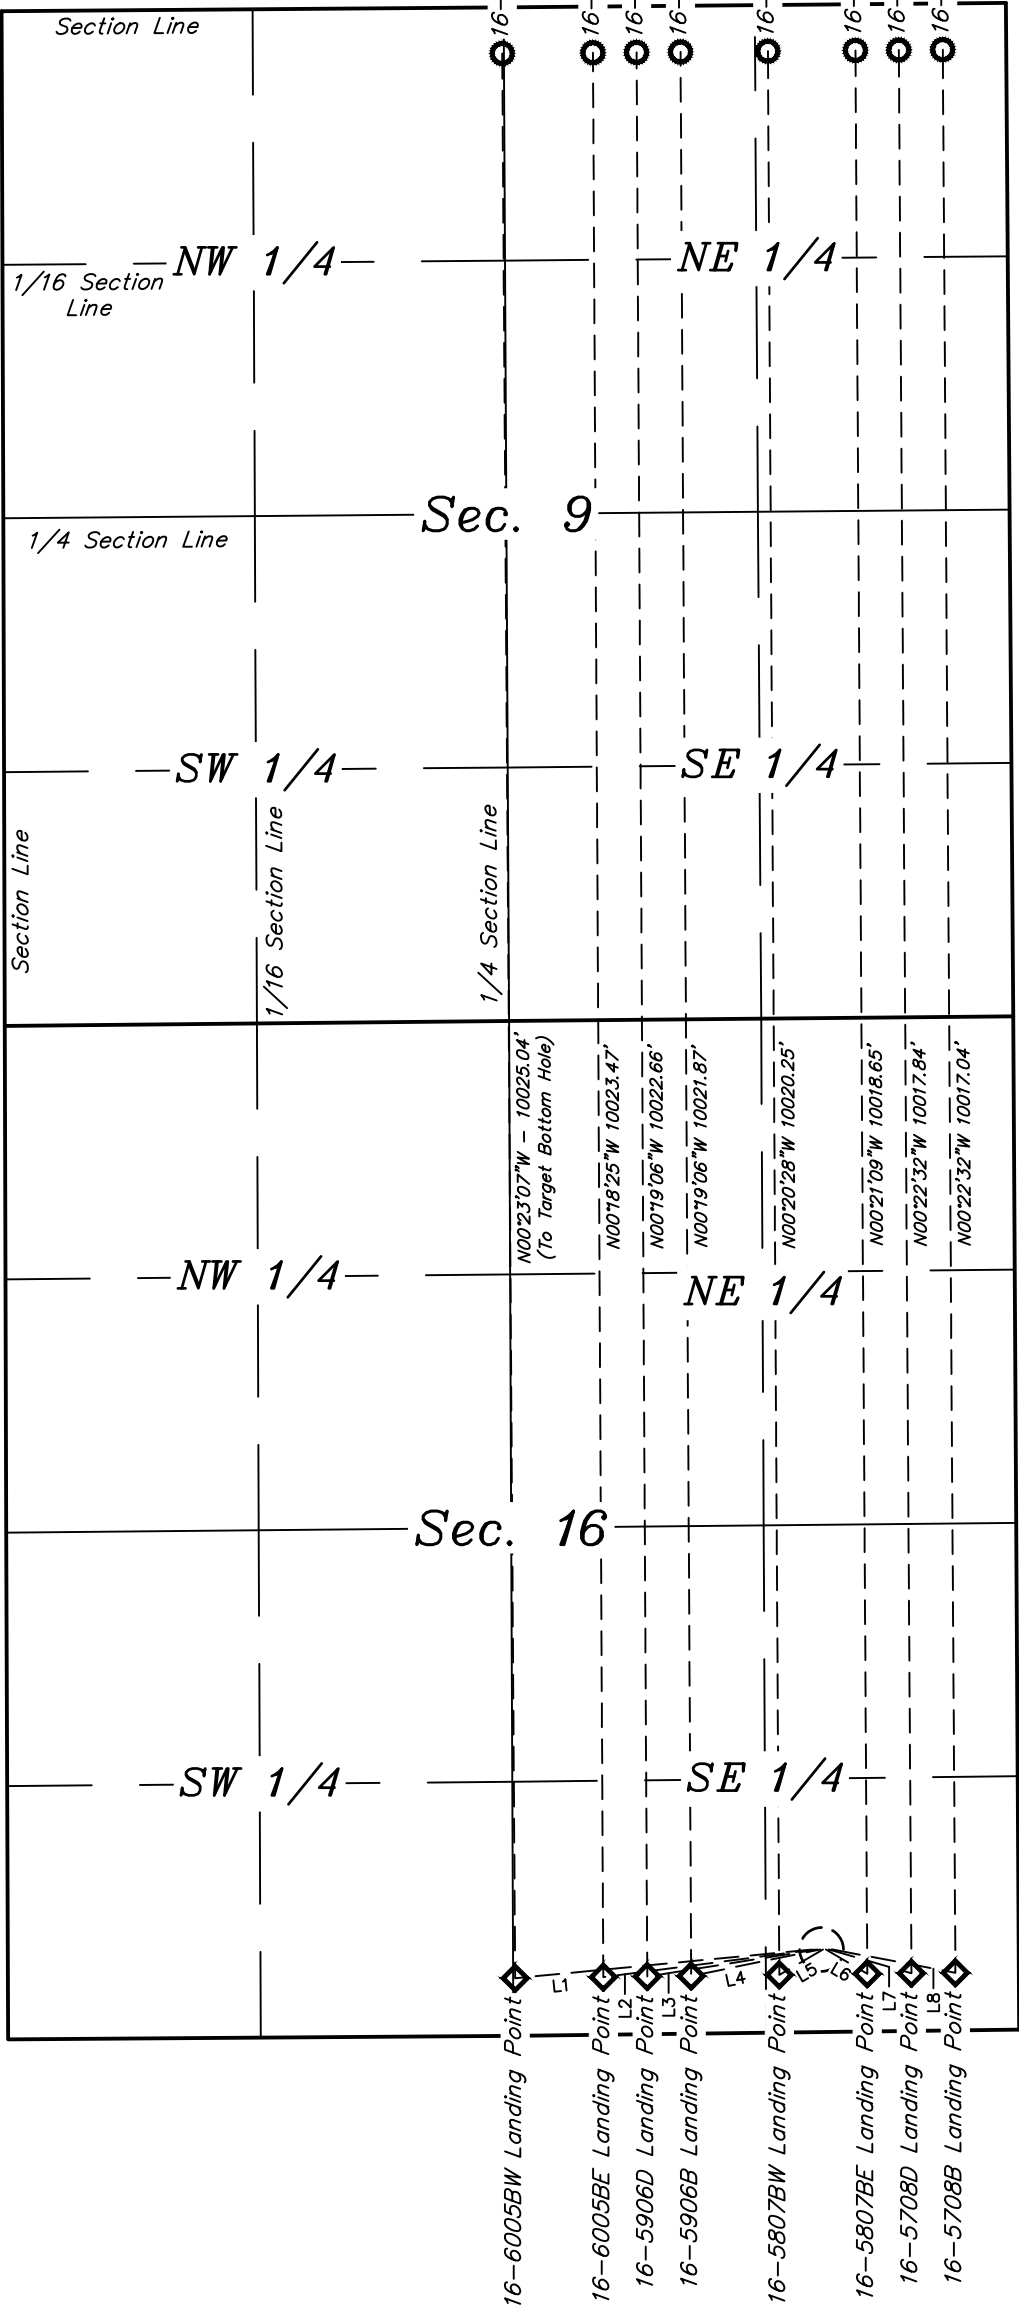 16
16
16
16
16
16
16
16
Section Line
NW 1/4
NE 1/4
1/16 Section
Line
Sec. 9
1/4 Section Line
SW 1/4
SE 1/4
Section Line
1/16 Section Line
1/4 Section Line
N00°23'07"W - 10025.04'
(To Target Bottom Hole)
N00°18'25"W 10023.47'
N00°19'06"W 10022.66'
N00°19'06"W 10021.87'
N00°20'28"W 10020.25'
N00°21'09"W 10018.65'
N00°22'32"W 10017.84'
N00°22'32"W 10017.04'
NW 1/4
NE 1/4
Sec. 16
SW 1/4
SE 1/4
L1
L2
L3
L4
L5
L6
L7
L8
16-6005BW Landing Point
16-6005BE Landing Point
16-5906D Landing Point
16-5906B Landing Point
16-5807BW Landing Point
16-5807BE Landing Point
16-5708D Landing Point
16-5708B Landing Point